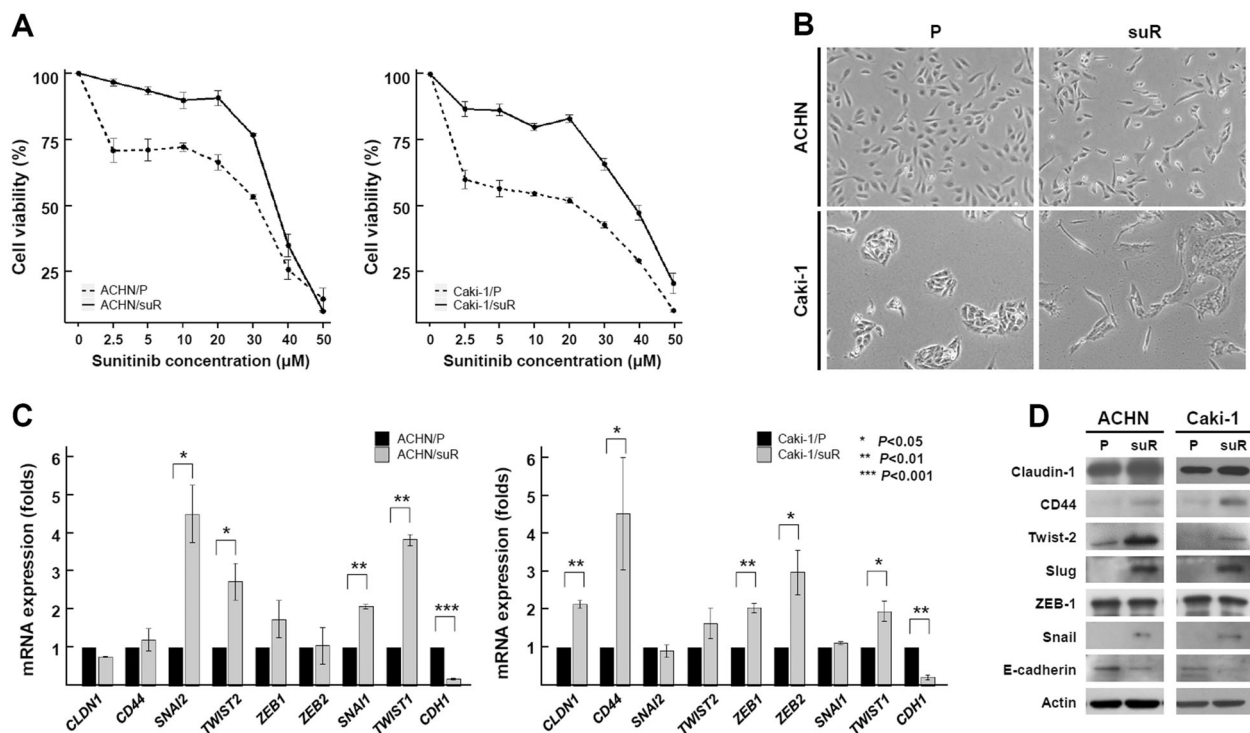 A
100
75
50
25
Cell viability (%)
ACHN/P
ACHN/suR
0 2.5 5 10 20 30 40 50
Sunitinib concentration (µM)
100
75
50
25
Cell viability (%)
Caki-1/P
Caki-1/suR
0 2.5 5 10 20 30 40 50
Sunitinib concentration (µM)
B
P suR
ACHN
Caki-1
C
mRNA expression (folds)
6
5
4
3
2
1
ACHN/P
ACHN/suR
* * ** ** ***
CLDN1 CD44 SNAI2 TWIST2 ZEB1 ZEB2 SNAI1 TWIST1 CDH1
mRNA expression (folds)
6
5
4
3
2
1
Caki-1/P
Caki-1/suR
* P<0.05
** P<0.01
*** P<0.001
** * ** * * **
CLDN1 CD44 SNAI2 TWIST2 ZEB1 ZEB2 SNAI1 TWIST1 CDH1
D
ACHN Caki-1
P suR P suR
Claudin-1
CD44
Twist-2
Slug
ZEB-1
Snail
E-cadherin
Actin